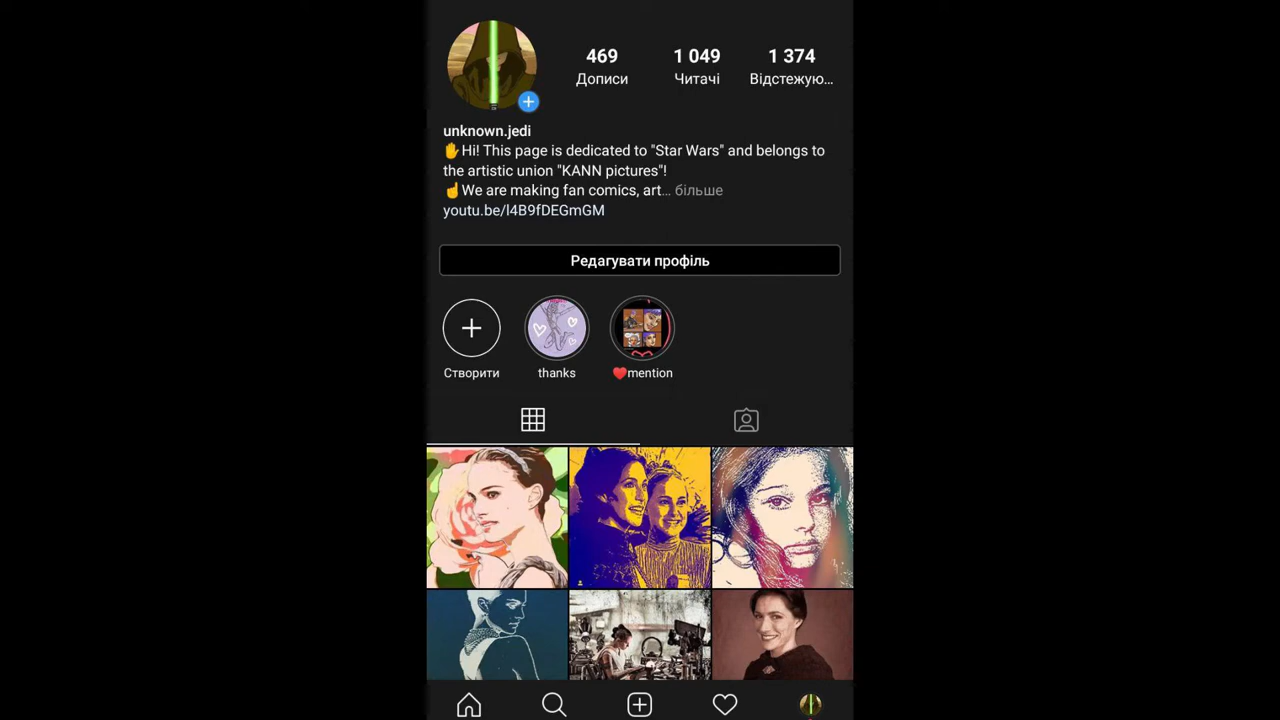 469 1 049 1 374
Дописи Читачі Відстежую...
unknown.jedi
✋Hi! This page is dedicated to "Star Wars" and belongs to
the artistic union "KANN pictures"!
☝️We are making fan comics, art... більше
youtu.be/l4B9fDEGmGM
Редагувати профіль
Створити thanks ❤️mention